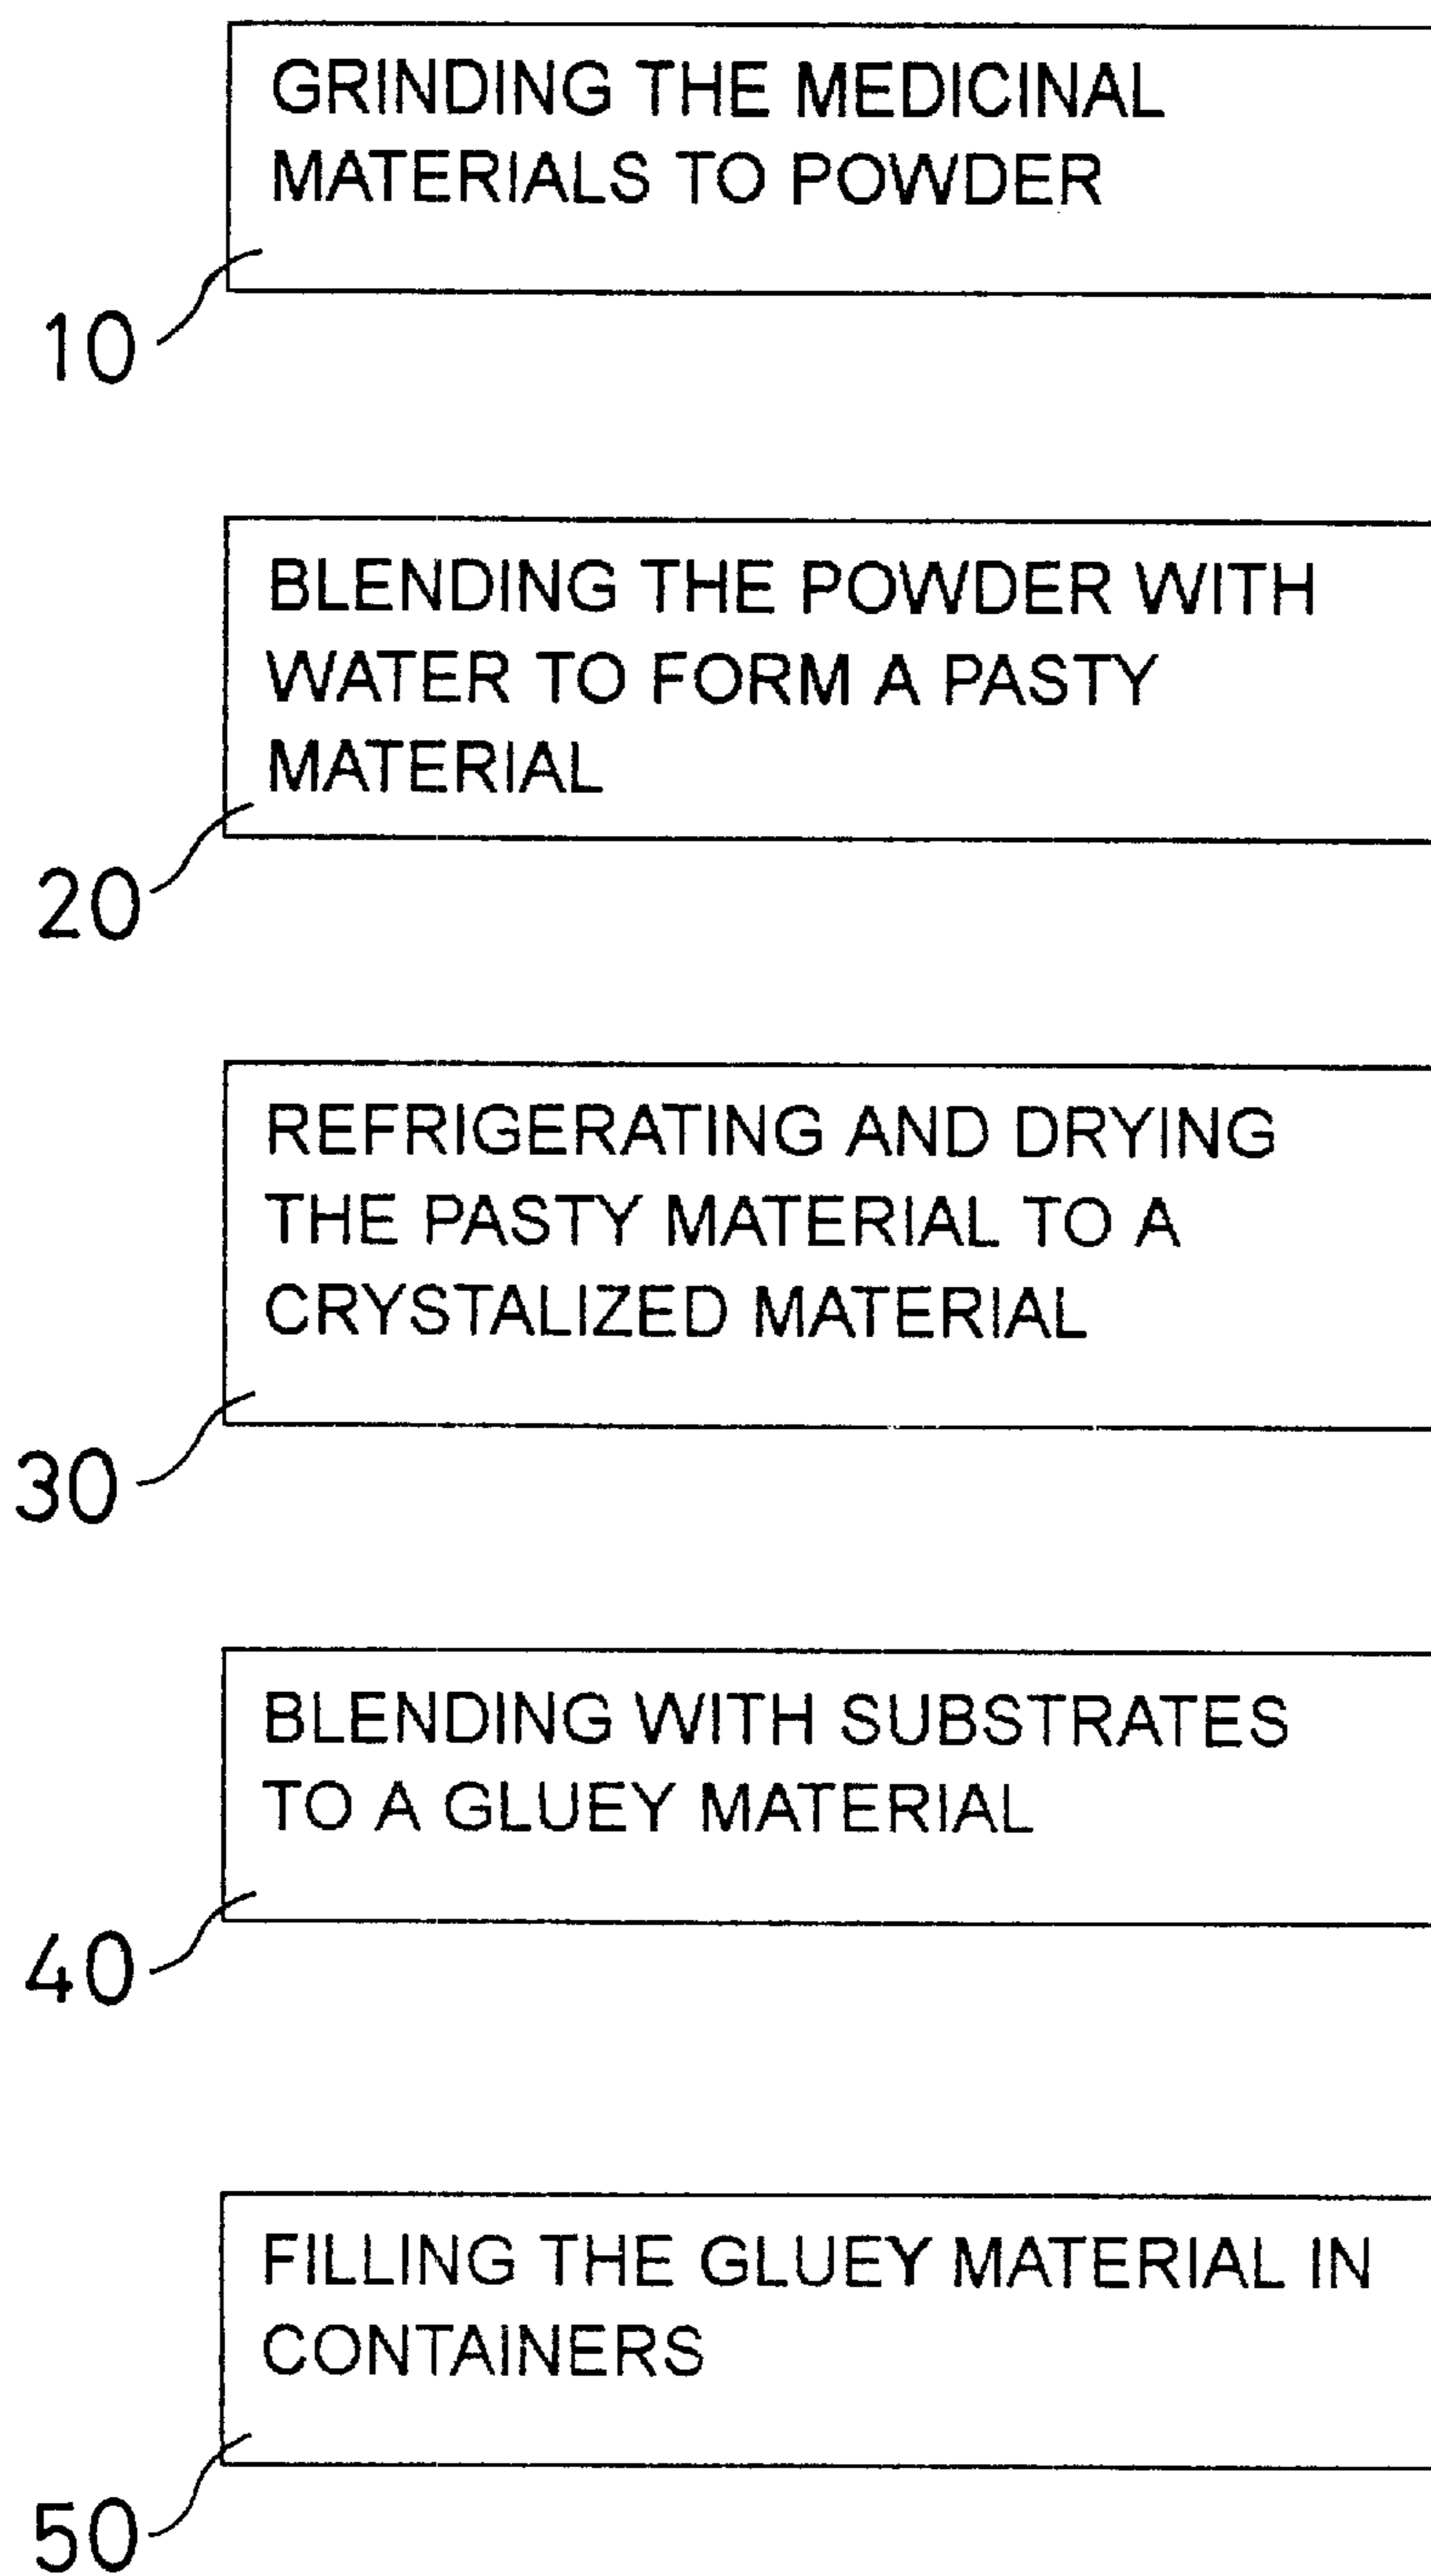 GRINDING THE MEDICINAL
MATERIALS TO POWDER
10
BLENDING THE POWDER WITH
WATER TO FORM A PASTY
MATERIAL
20
REFRIGERATING AND DRYING
THE PASTY MATERIAL TO A
CRYSTALIZED MATERIAL
30
BLENDING WITH SUBSTRATES
TO A GLUEY MATERIAL
40
FILLING THE GLUEY MATERIAL IN
CONTAINERS
50